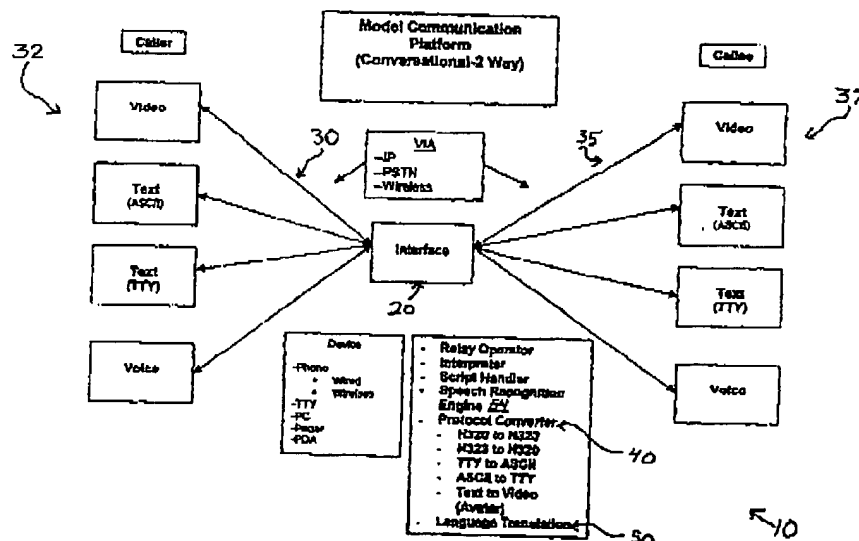 Model Communication
Platform
(Conversational-2 Way)
Caller
Callee
32
37
Video
Video
30
35
VIA
-IP
-PSTN
-Wireless
Text
(ASCII)
Text
(ASCII)
Interface
20
Text
(TTY)
Text
(TTY)
Voice
Voice
Device
-Phone
• Wired
• Wireless
-TTY
-PC
-Pager
-PDA
- Relay Operator
- Interpreter
- Script Handler
• Speech Recognition
Engine
- Protocol Converter
- H320 to H323
- H323 to H320
- TTY to ASCII
- ASCII to TTY
- Text to Video
(Avatar)
- Language Translation
40
50
10